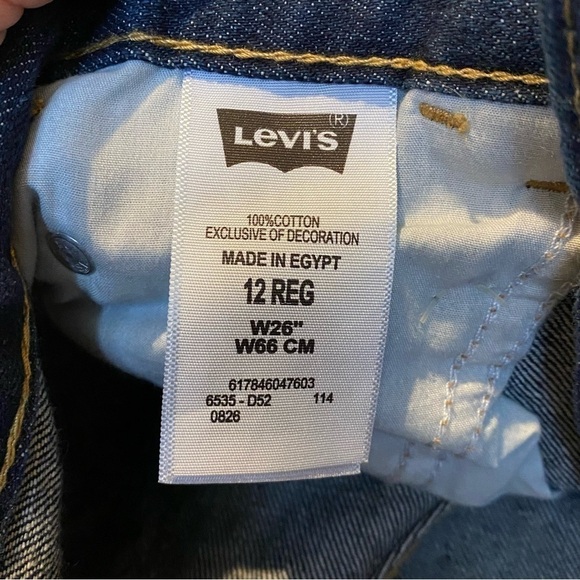 LEVI'S (R)
100%COTTON
EXCLUSIVE OF DECORATION
MADE IN EGYPT
12 REG
W26"
W66 CM
617846047603
6535 - D52 114
0826